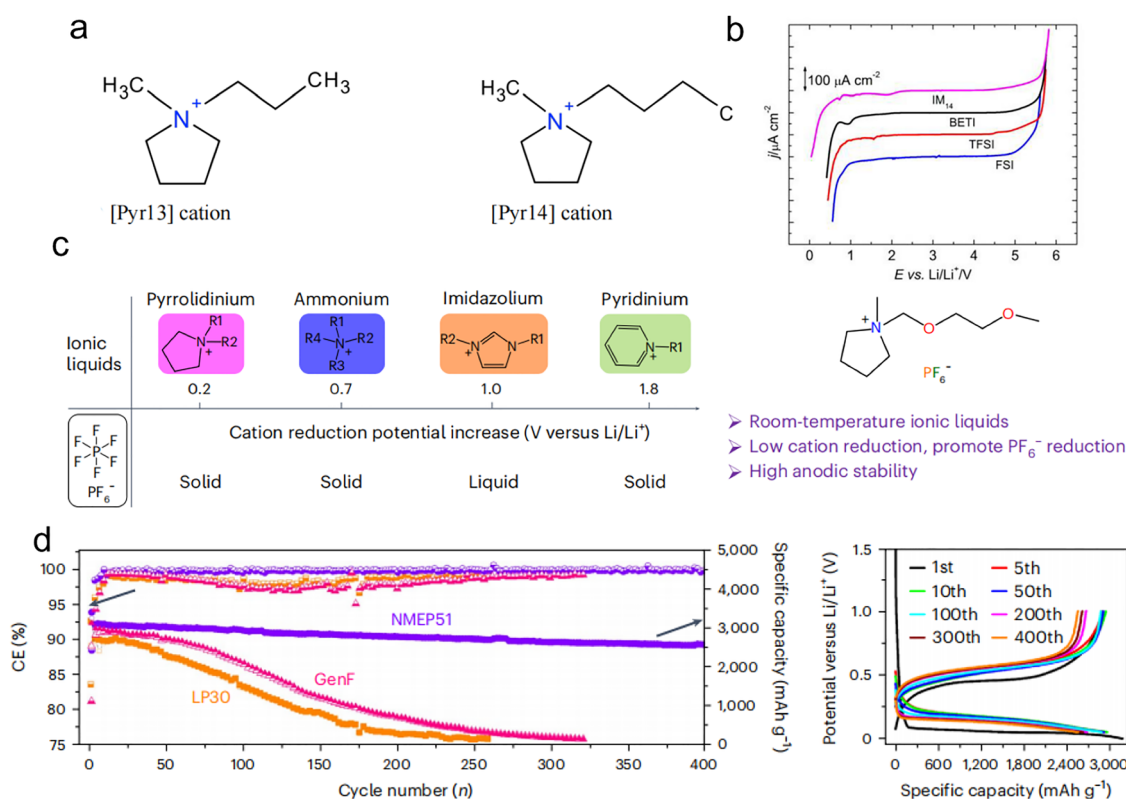 a
H3C
CH3
N
+
[Pyr13] cation
H3C
C
N
+
[Pyr14] cation
b
100 µA cm-2
IM14
BETI
TFSI
FSI
j/µA cm-2
0 1 2 3 4 5 6
E vs. Li/Li+/V
c
Ionic
liquids
Pyrrolidinium Ammonium Imidazolium Pyridinium
R1
N R2
+
R1
R4 N R2
+
R3
R2 N N R1
+
N R1
+
0.2 0.7 1.0 1.8
Cation reduction potential increase (V versus Li/Li+)
F
F F
P
F F
F
PF6−
Solid Solid Liquid Solid
+
N
O
O
PF6−
Room-temperature ionic liquids
Low cation reduction, promote PF6− reduction
High anodic stability
d
CE (%)
100
95
90
85
80
75
NMEP51
GenF
LP30
0 50 100 150 200 250 300 350 400
Cycle number (n)
5,000
4,000
3,000
2,000
1,000
0
Specific capacity (mAh g−1)
Potential versus Li/Li+ (V)
1.5
1.0
0.5
0
1st 5th
10th 50th
100th 200th
300th 400th
0 600 1,200 1,800 2,400 3,000
Specific capacity (mAh g−1)